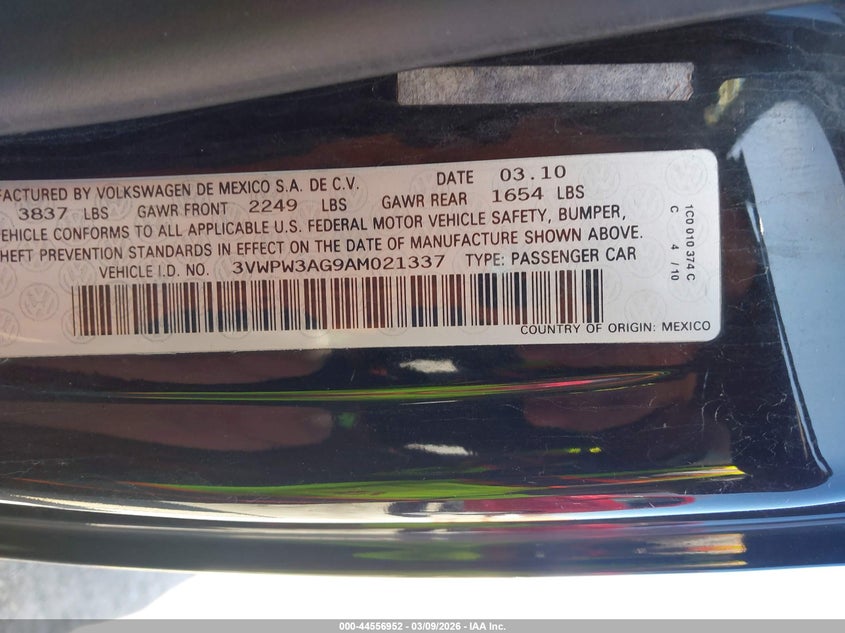 FACTURED BY VOLKSWAGEN DE MEXICO S.A. DE C.V. DATE 03.10
3837 LBS GAWR FRONT 2249 LBS GAWR REAR 1654 LBS
VEHICLE CONFORMS TO ALL APPLICABLE U.S. FEDERAL MOTOR VEHICLE SAFETY, BUMPER,
HEFT PREVENTION STANDARDS IN EFFECT ON THE DATE OF MANUFACTURE SHOWN ABOVE.
VEHICLE I.D. NO. 3VWPW3AG9AM021337 TYPE: PASSENGER CAR
COUNTRY OF ORIGIN: MEXICO
1C0 010 374 C
C 4 / 10
000-44556952 | 03/09/2026 - IAA Inc.